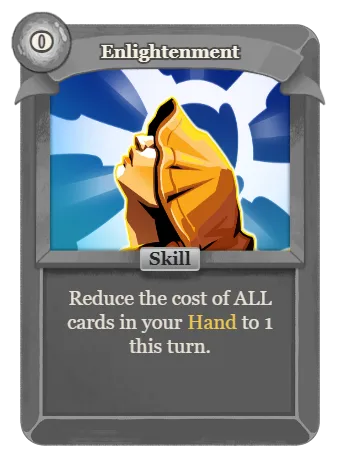 0
Enlightenment
Skill
Reduce the cost of ALL
cards in your Hand to 1
this turn.